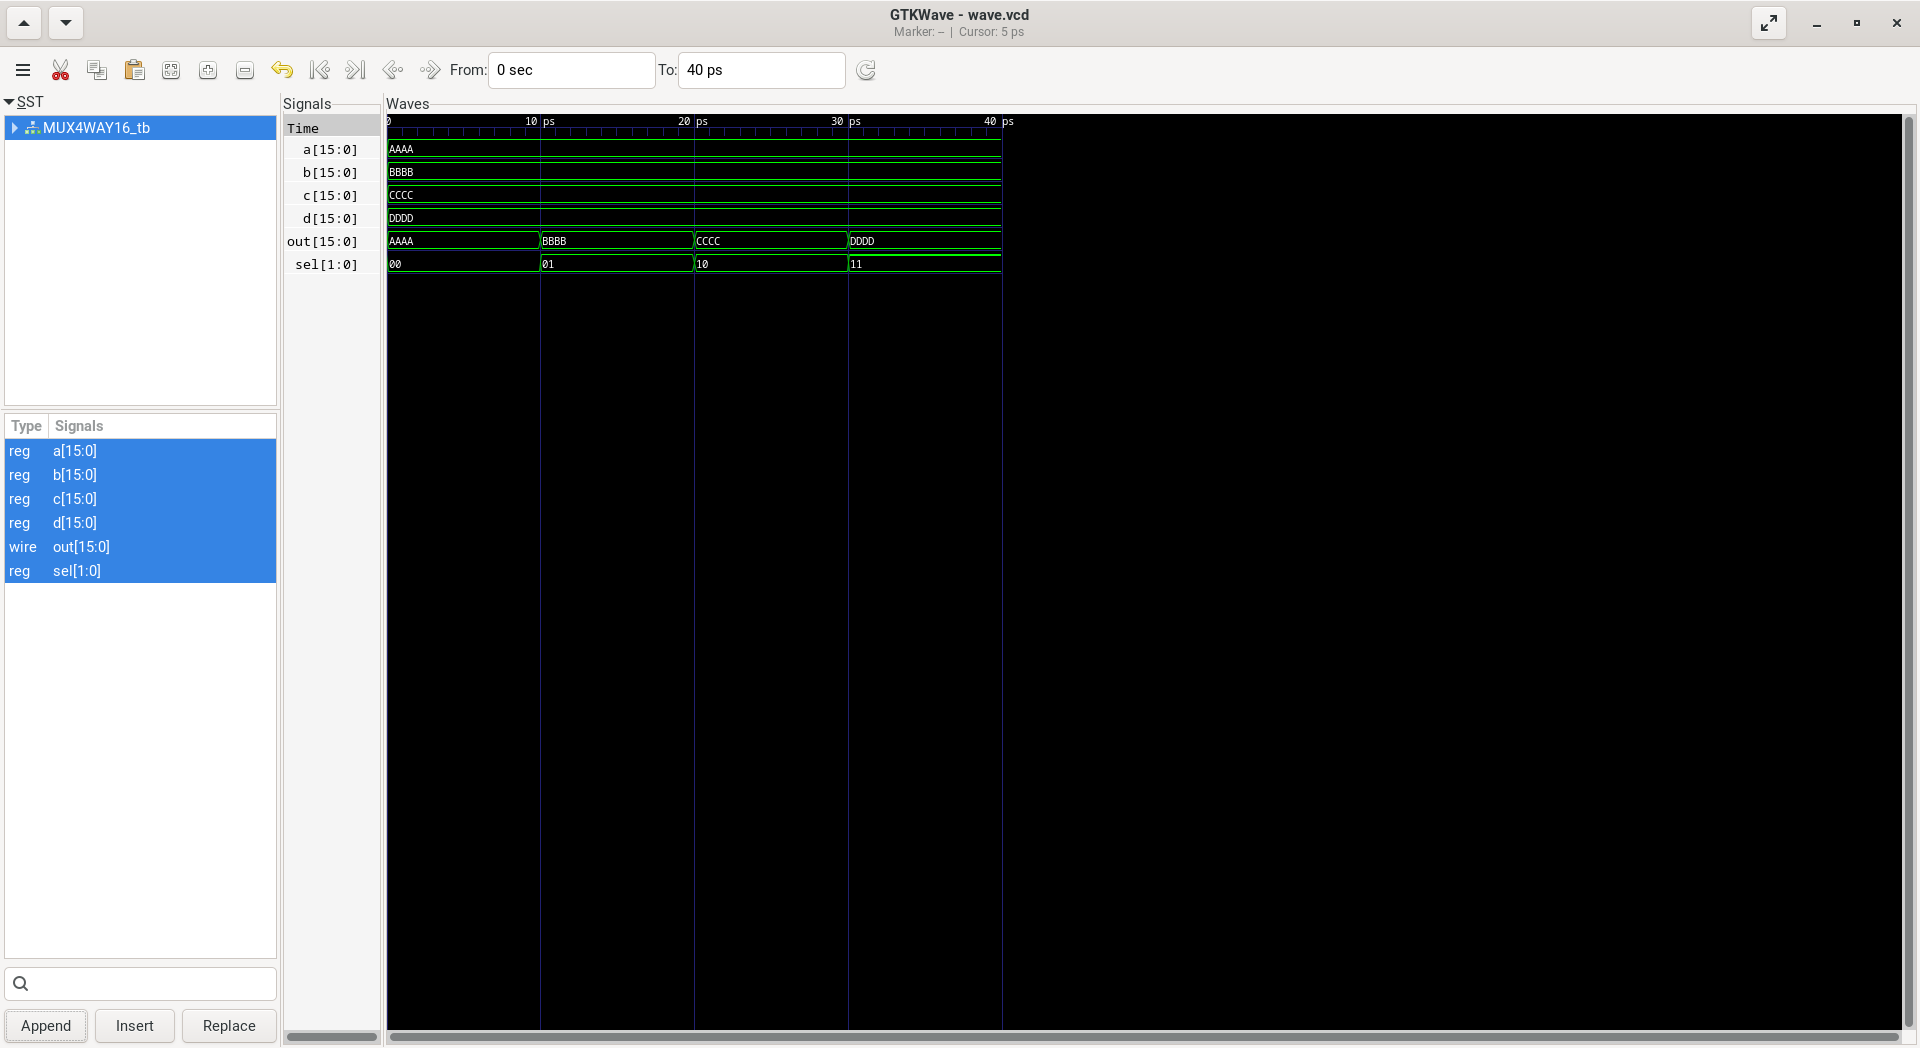 GTKWave - wave.vcd
Marker: -- | Cursor: 5 ps
From: 0 sec To: 40 ps
SST
MUX4WAY16_tb
Type Signals
reg a[15:0]
reg b[15:0]
reg c[15:0]
reg d[15:0]
wire out[15:0]
reg sel[1:0]
Append Insert Replace
Signals
Time
a[15:0]
b[15:0]
c[15:0]
d[15:0]
out[15:0]
sel[1:0]
Waves
0 10 ps 20 ps 30 ps 40 ps
AAAA
BBBB
CCCC
DDDD
AAAA BBBB CCCC DDDD
00 01 10 11